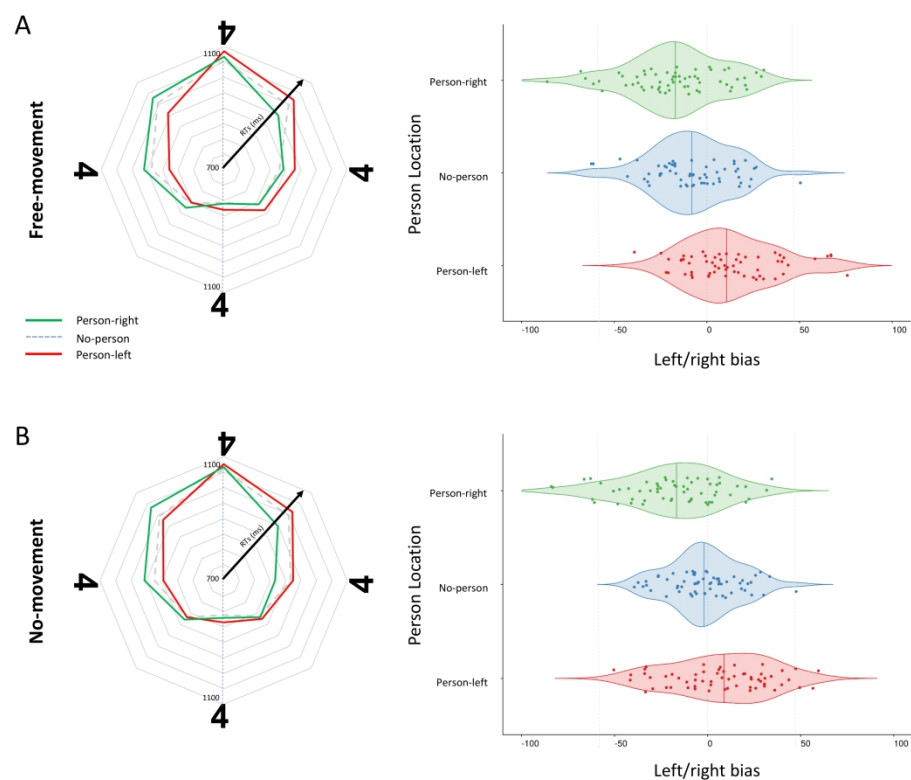 A
4
1100
RTs (ms)
4
700
4
1100
4
Free-movement
Person-right
No-person
Person-left
Person Location
Person-right
No-person
Person-left
-100
-50
0
50
100
Left/right bias
B
4
1100
RTs (ms)
4
700
4
1100
4
No-movement
Person Location
Person-right
No-person
Person-left
-100
-50
0
50
100
Left/right bias